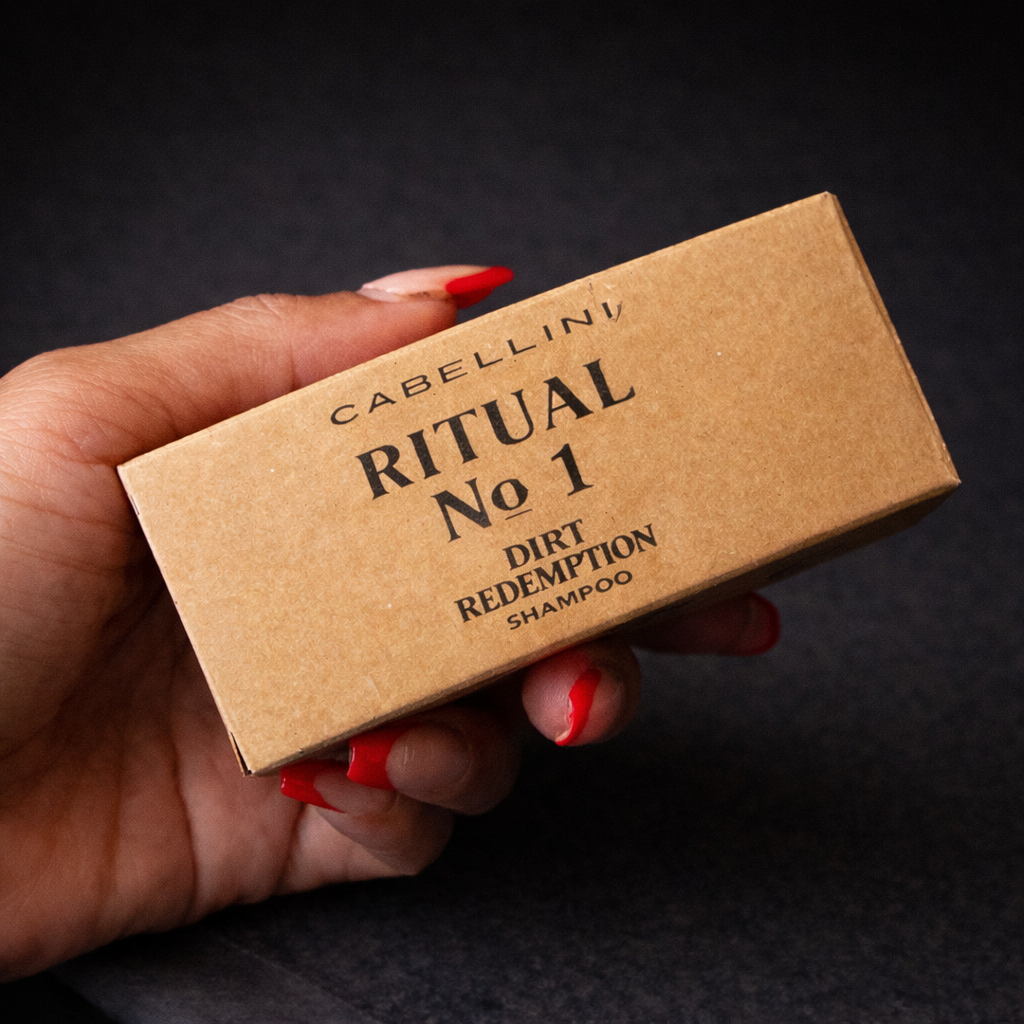 CABELLINI
RITUAL
No 1
DIRT
REDEMPTION
SHAMPOO